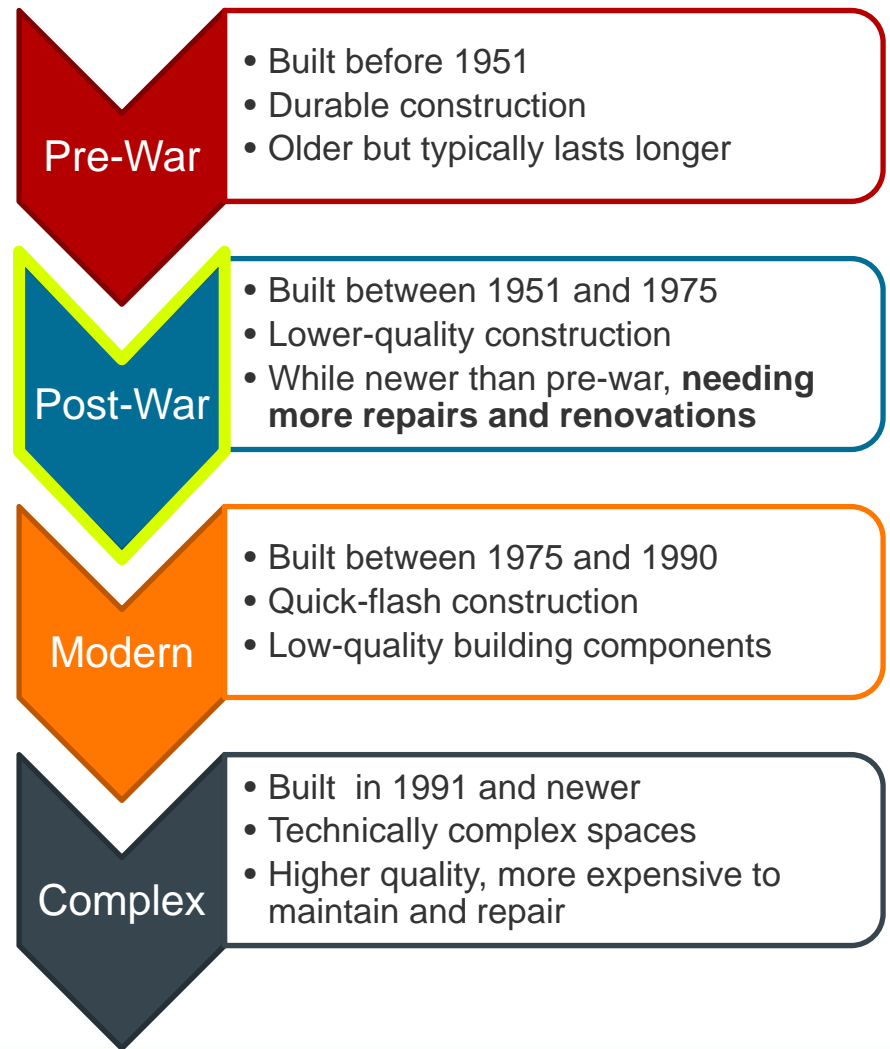 Pre-War
• Built before 1951
• Durable construction
• Older but typically lasts longer
Post-War
• Built between 1951 and 1975
• Lower-quality construction
• While newer than pre-war, needing
more repairs and renovations
Modern
• Built between 1975 and 1990
• Quick-flash construction
• Low-quality building components
Complex
• Built  in 1991 and newer
• Technically complex spaces
• Higher quality, more expensive to
maintain and repair